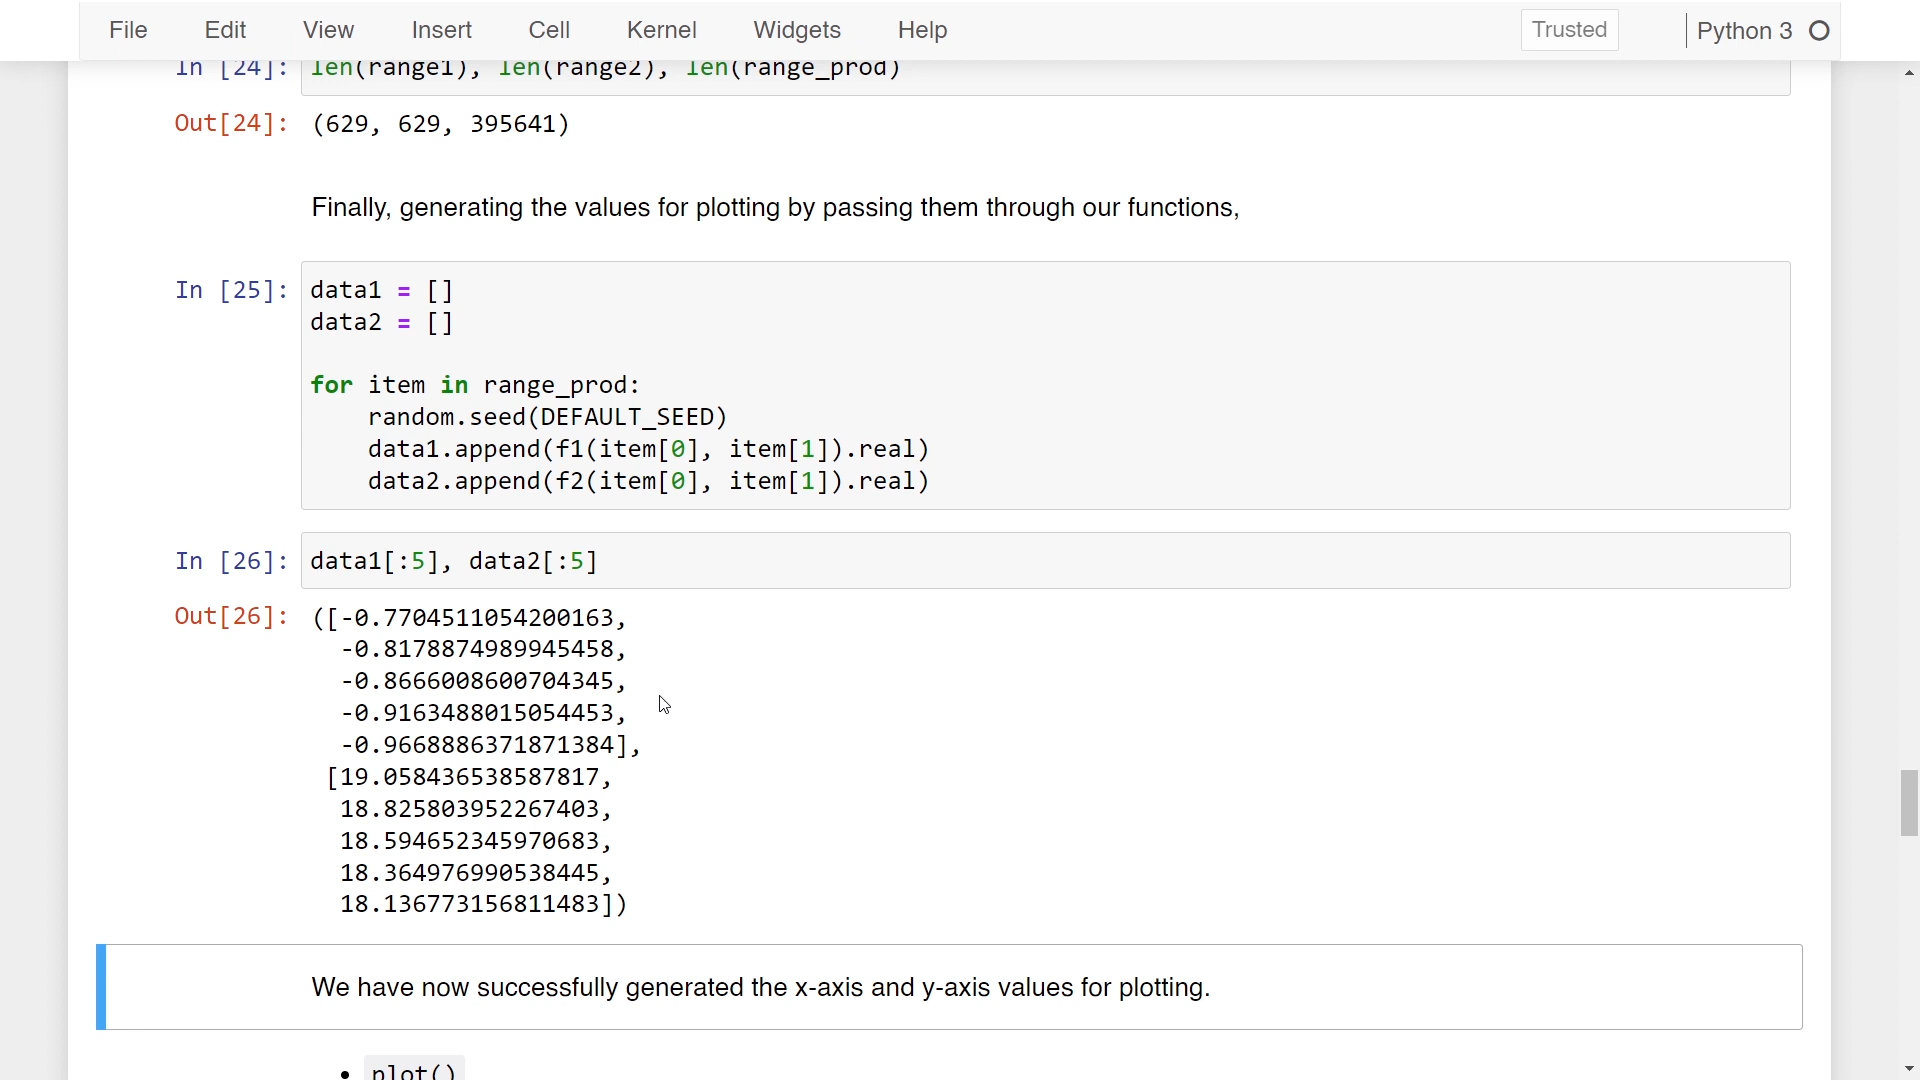 File Edit View Insert Cell Kernel Widgets Help Trusted Python 3
In [24]: len(range1), len(range2), len(range_prod)
Out[24]: (629, 629, 395641)
Finally, generating the values for plotting by passing them through our functions,
In [25]: data1 = []
data2 = []
for item in range_prod:
random.seed(DEFAULT_SEED)
data1.append(f1(item[0], item[1]).real)
data2.append(f2(item[0], item[1]).real)
In [26]: data1[:5], data2[:5]
Out[26]: ([-0.7704511054200163,
-0.8178874989945458,
-0.8666008600704345,
-0.9163488015054453,
-0.9668886371871384],
[19.058436538587817,
18.825803952267403,
18.594652345970683,
18.364976990538445,
18.136773156811483])
We have now successfully generated the x-axis and y-axis values for plotting.
• plot()